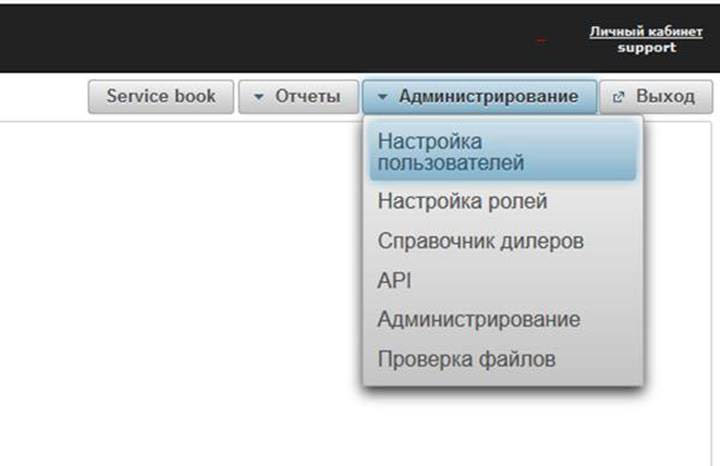 Личный кабинет
support
Service book
Отчеты
Администрирование
Выход
Настройка
пользователей
Настройка ролей
Справочник дилеров
API
Администрирование
Проверка файлов